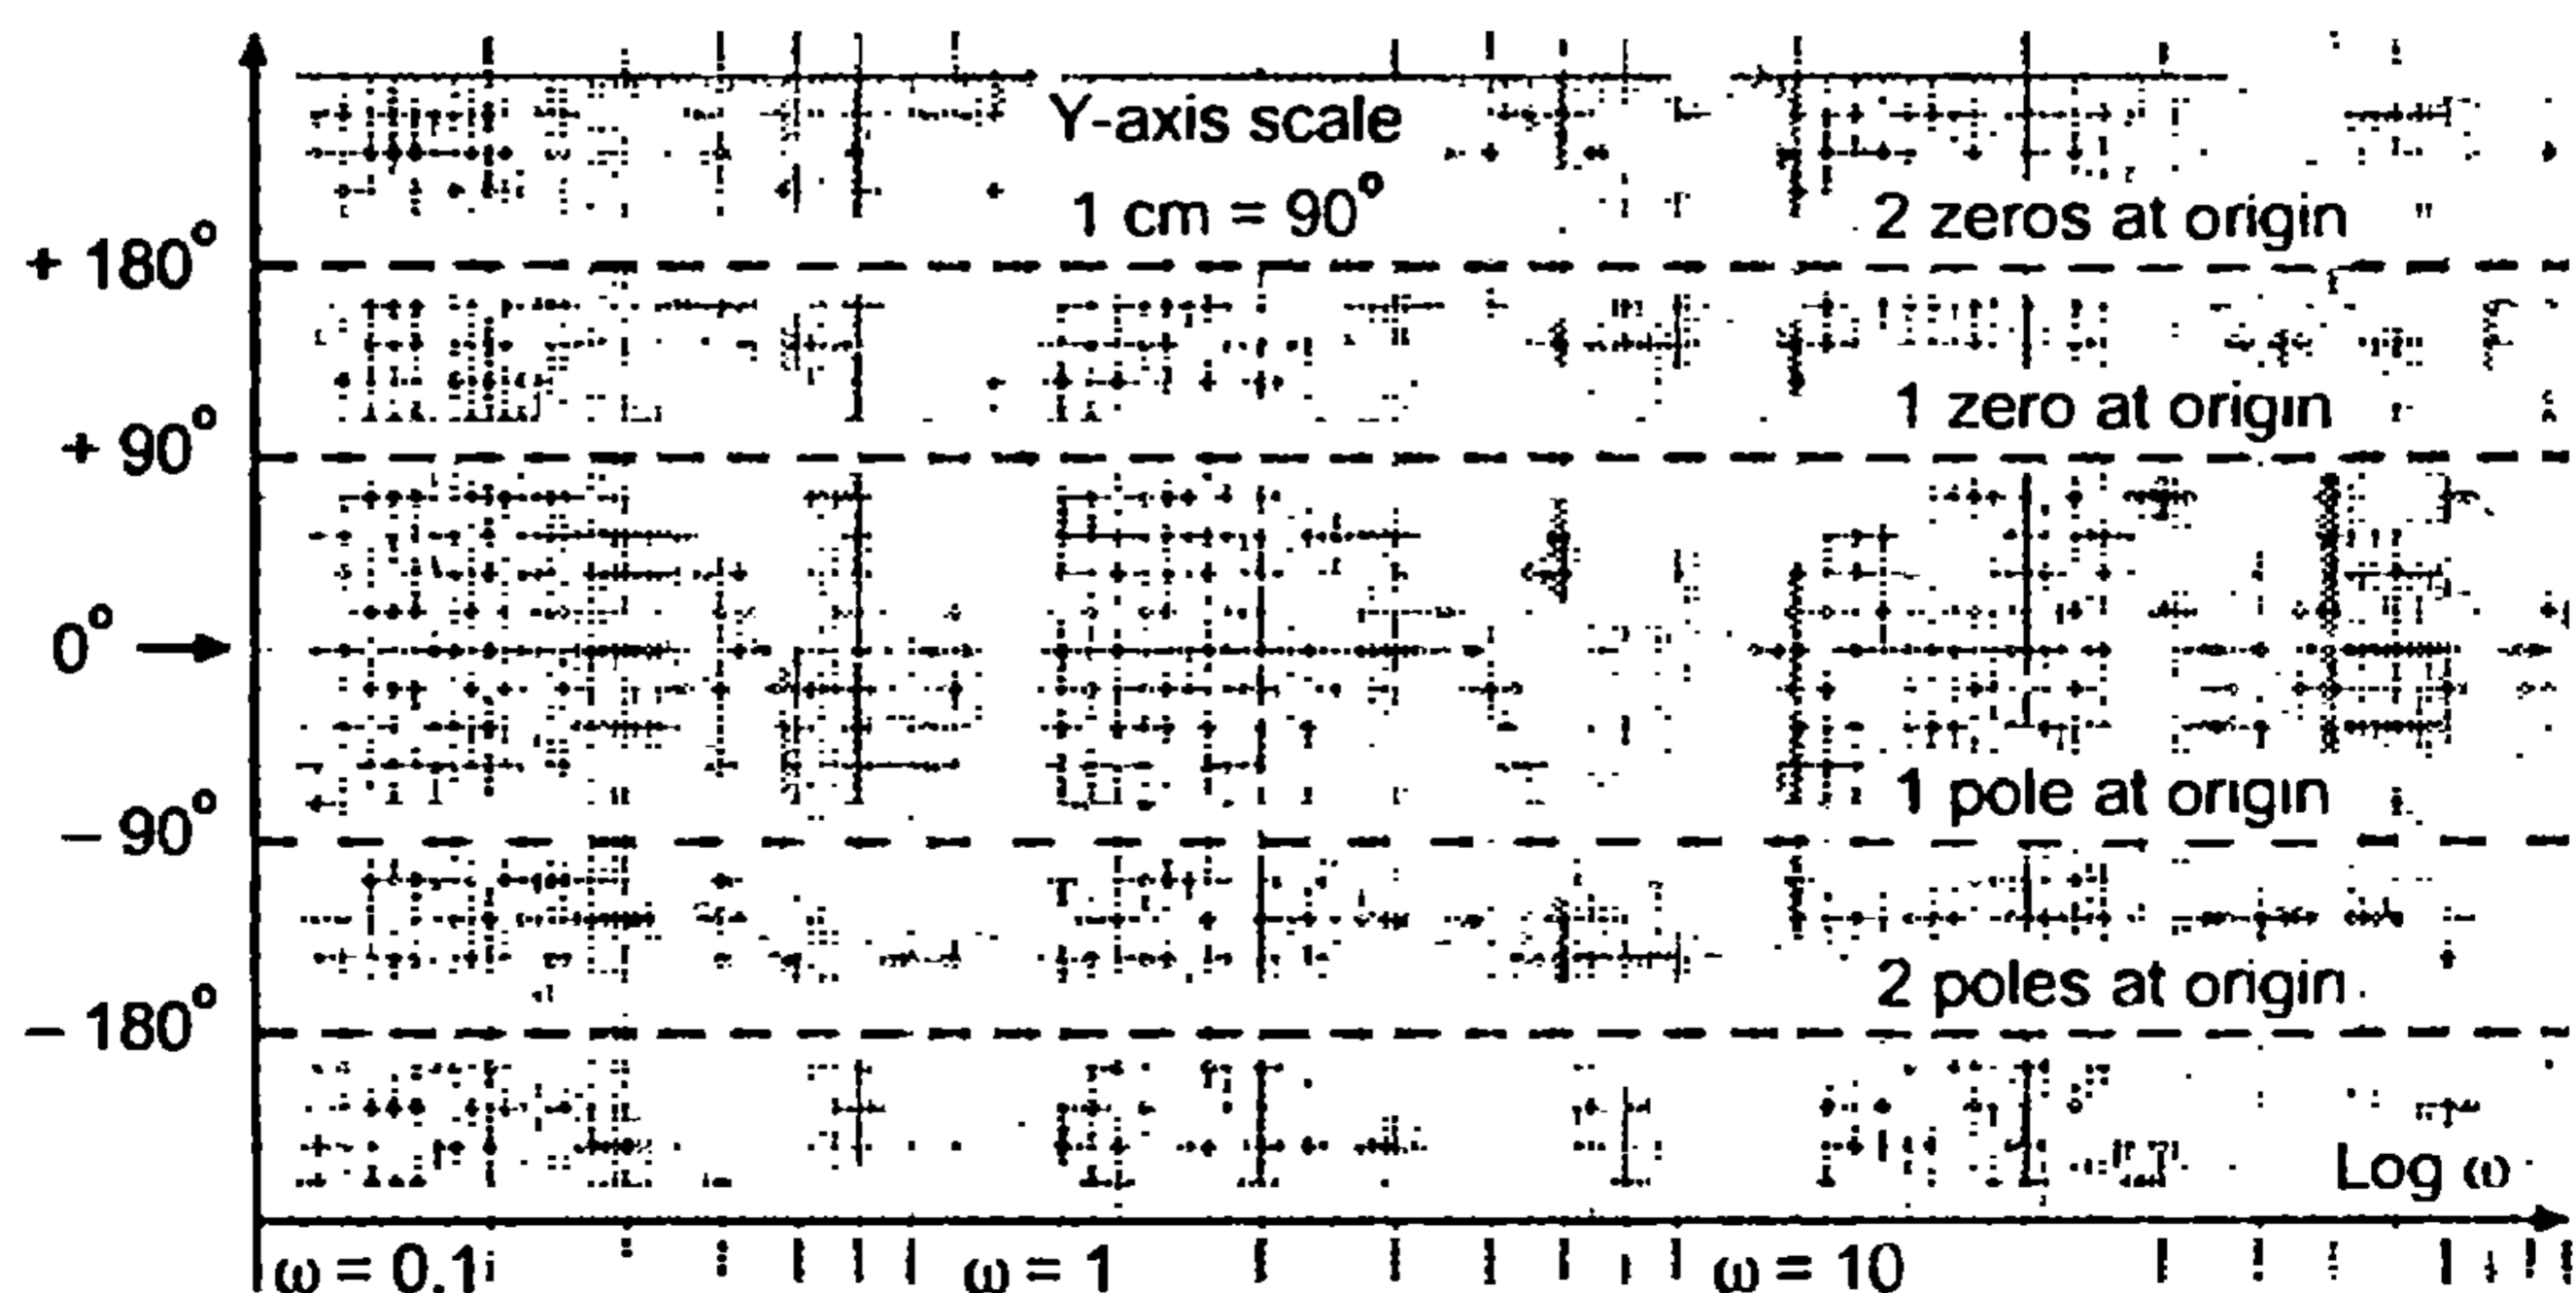 Y-axis scale
1 cm = 90°
2 zeros at origin
+ 180°
1 zero at origin
+ 90°
0°
1 pole at origin
– 90°
2 poles at origin
– 180°
Log ω
ω = 0.1 ω = 1 ω = 10